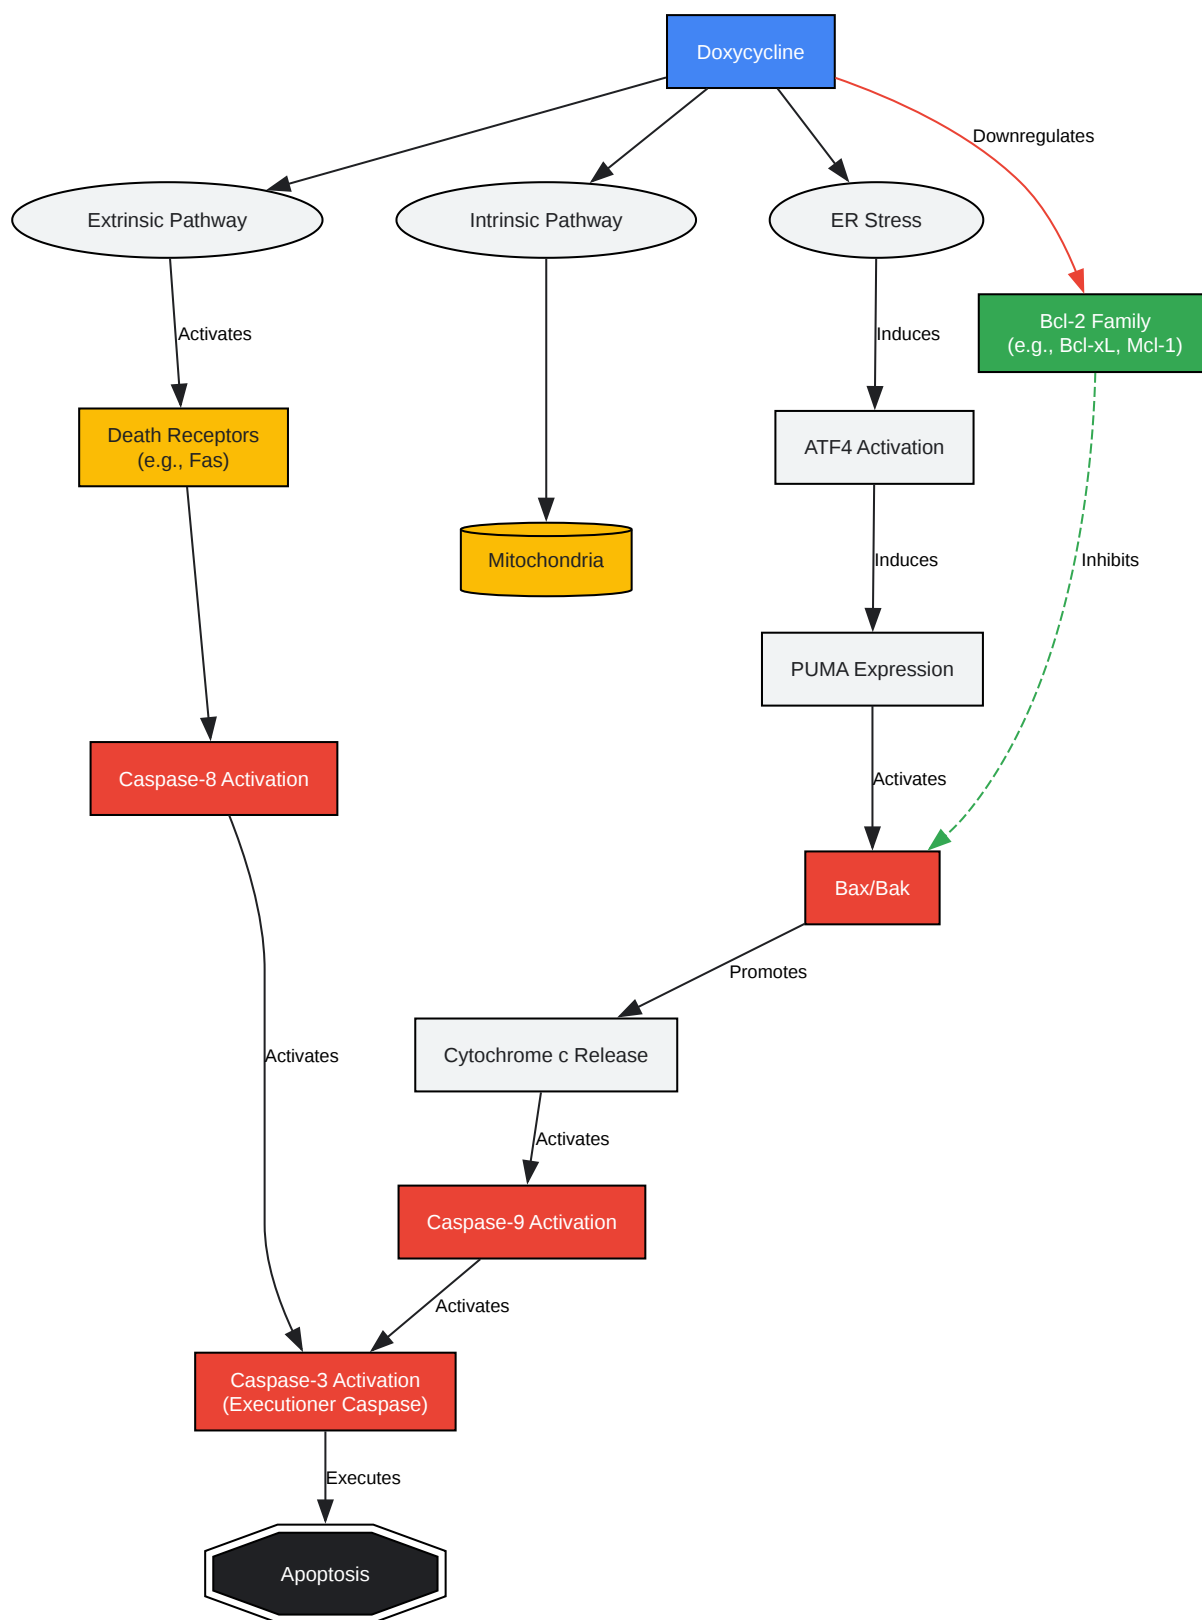 Doxycycline
Downregulates
Extrinsic Pathway
Intrinsic Pathway
ER Stress
Bcl-2 Family
(e.g., Bcl-xL, Mcl-1)
Activates
Induces
Death Receptors
(e.g., Fas)
ATF4 Activation
Mitochondria
Induces
Inhibits
PUMA Expression
Caspase-8 Activation
Activates
Bax/Bak
Promotes
Cytochrome c Release
Activates
Activates
Caspase-9 Activation
Activates
Caspase-3 Activation
(Executioner Caspase)
Executes
Apoptosis